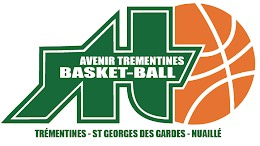 AVENIR TREMENTINES
BASKET-BALL
TRÉMENTINES - ST GEORGES DES GARDES - NUAILLÉ